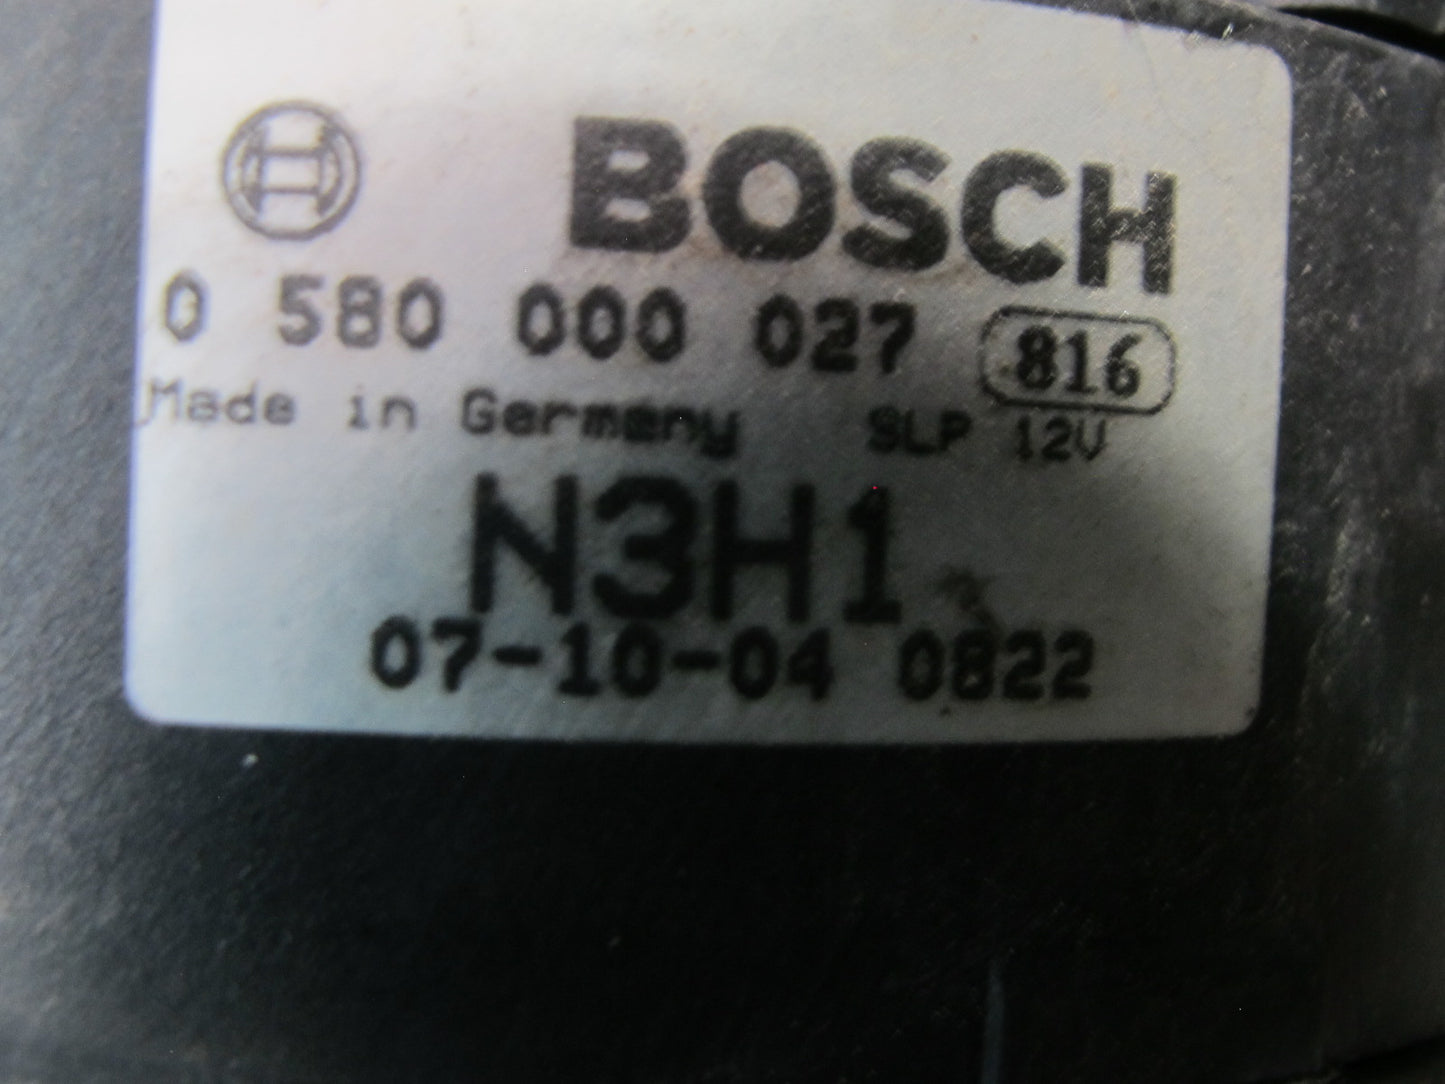 BOSCH
0 580 000 027 816
Made in Germany SLP 12V
N3H1
07-10-04 0822